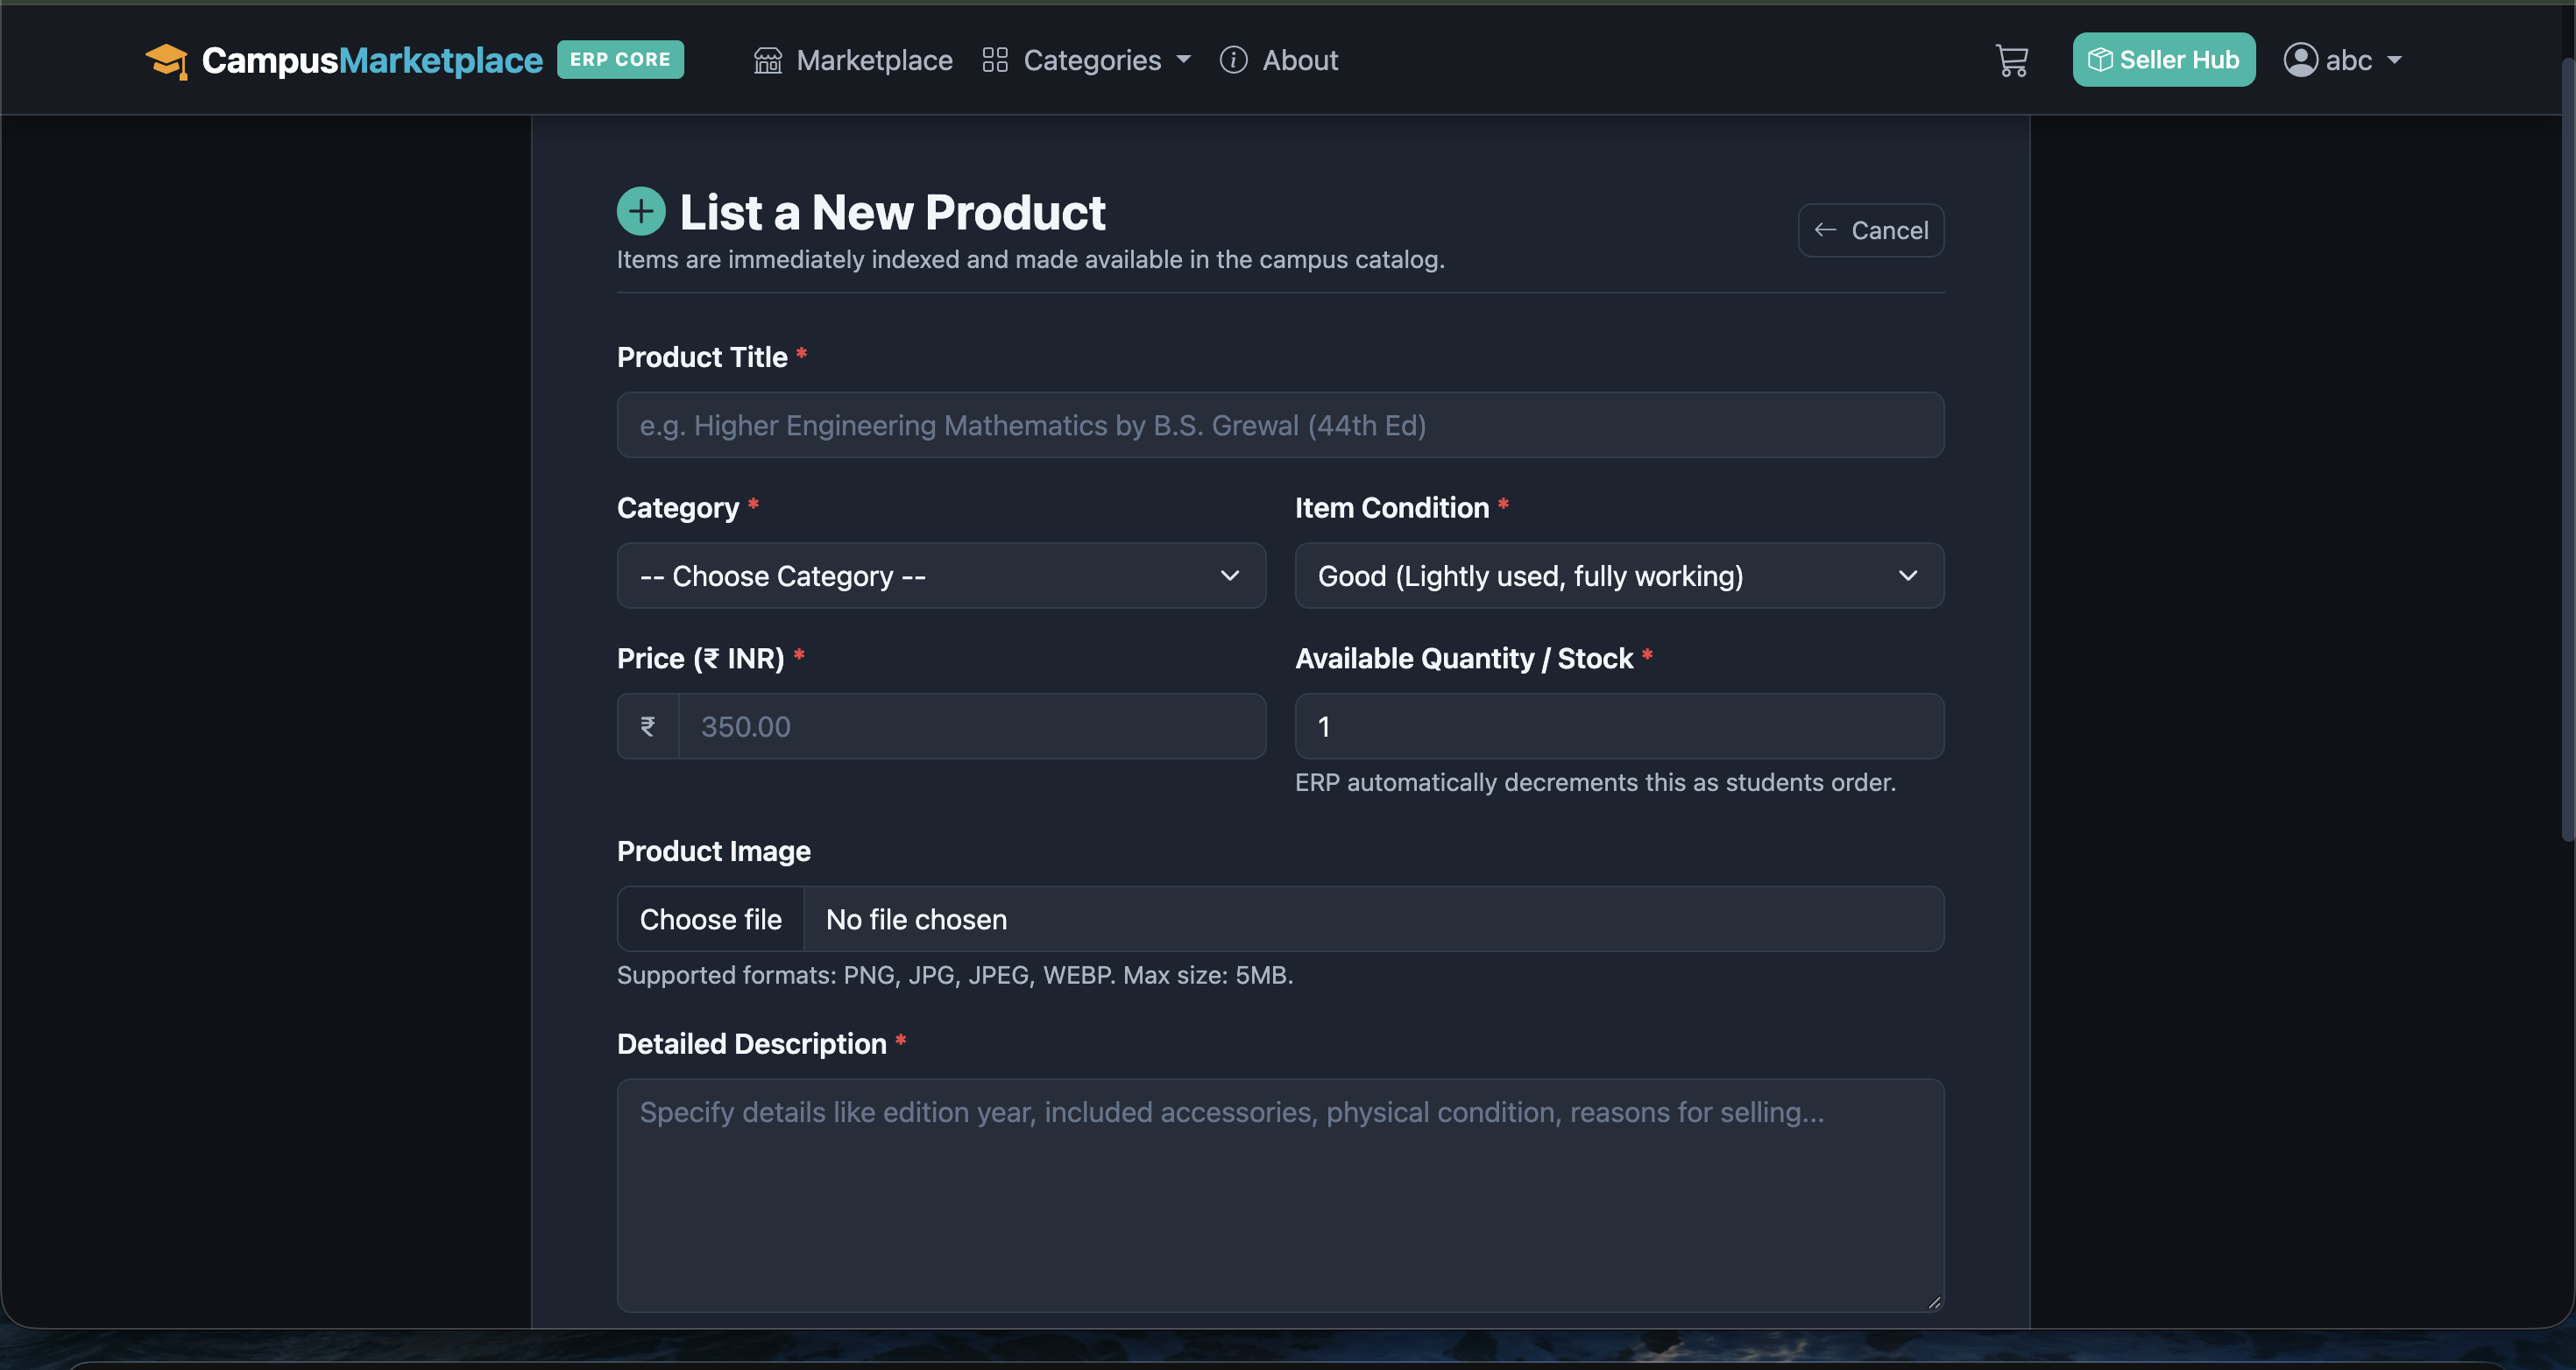 CampusMarketplace ERP CORE Marketplace Categories About Seller Hub abc
List a New Product
Cancel
Items are immediately indexed and made available in the campus catalog.
Product Title *
e.g. Higher Engineering Mathematics by B.S. Grewal (44th Ed)
Category * Item Condition *
-- Choose Category -- Good (Lightly used, fully working)
Price (₹ INR) * Available Quantity / Stock *
₹ 350.00 1
ERP automatically decrements this as students order.
Product Image
Choose file No file chosen
Supported formats: PNG, JPG, JPEG, WEBP. Max size: 5MB.
Detailed Description *
Specify details like edition year, included accessories, physical condition, reasons for selling...